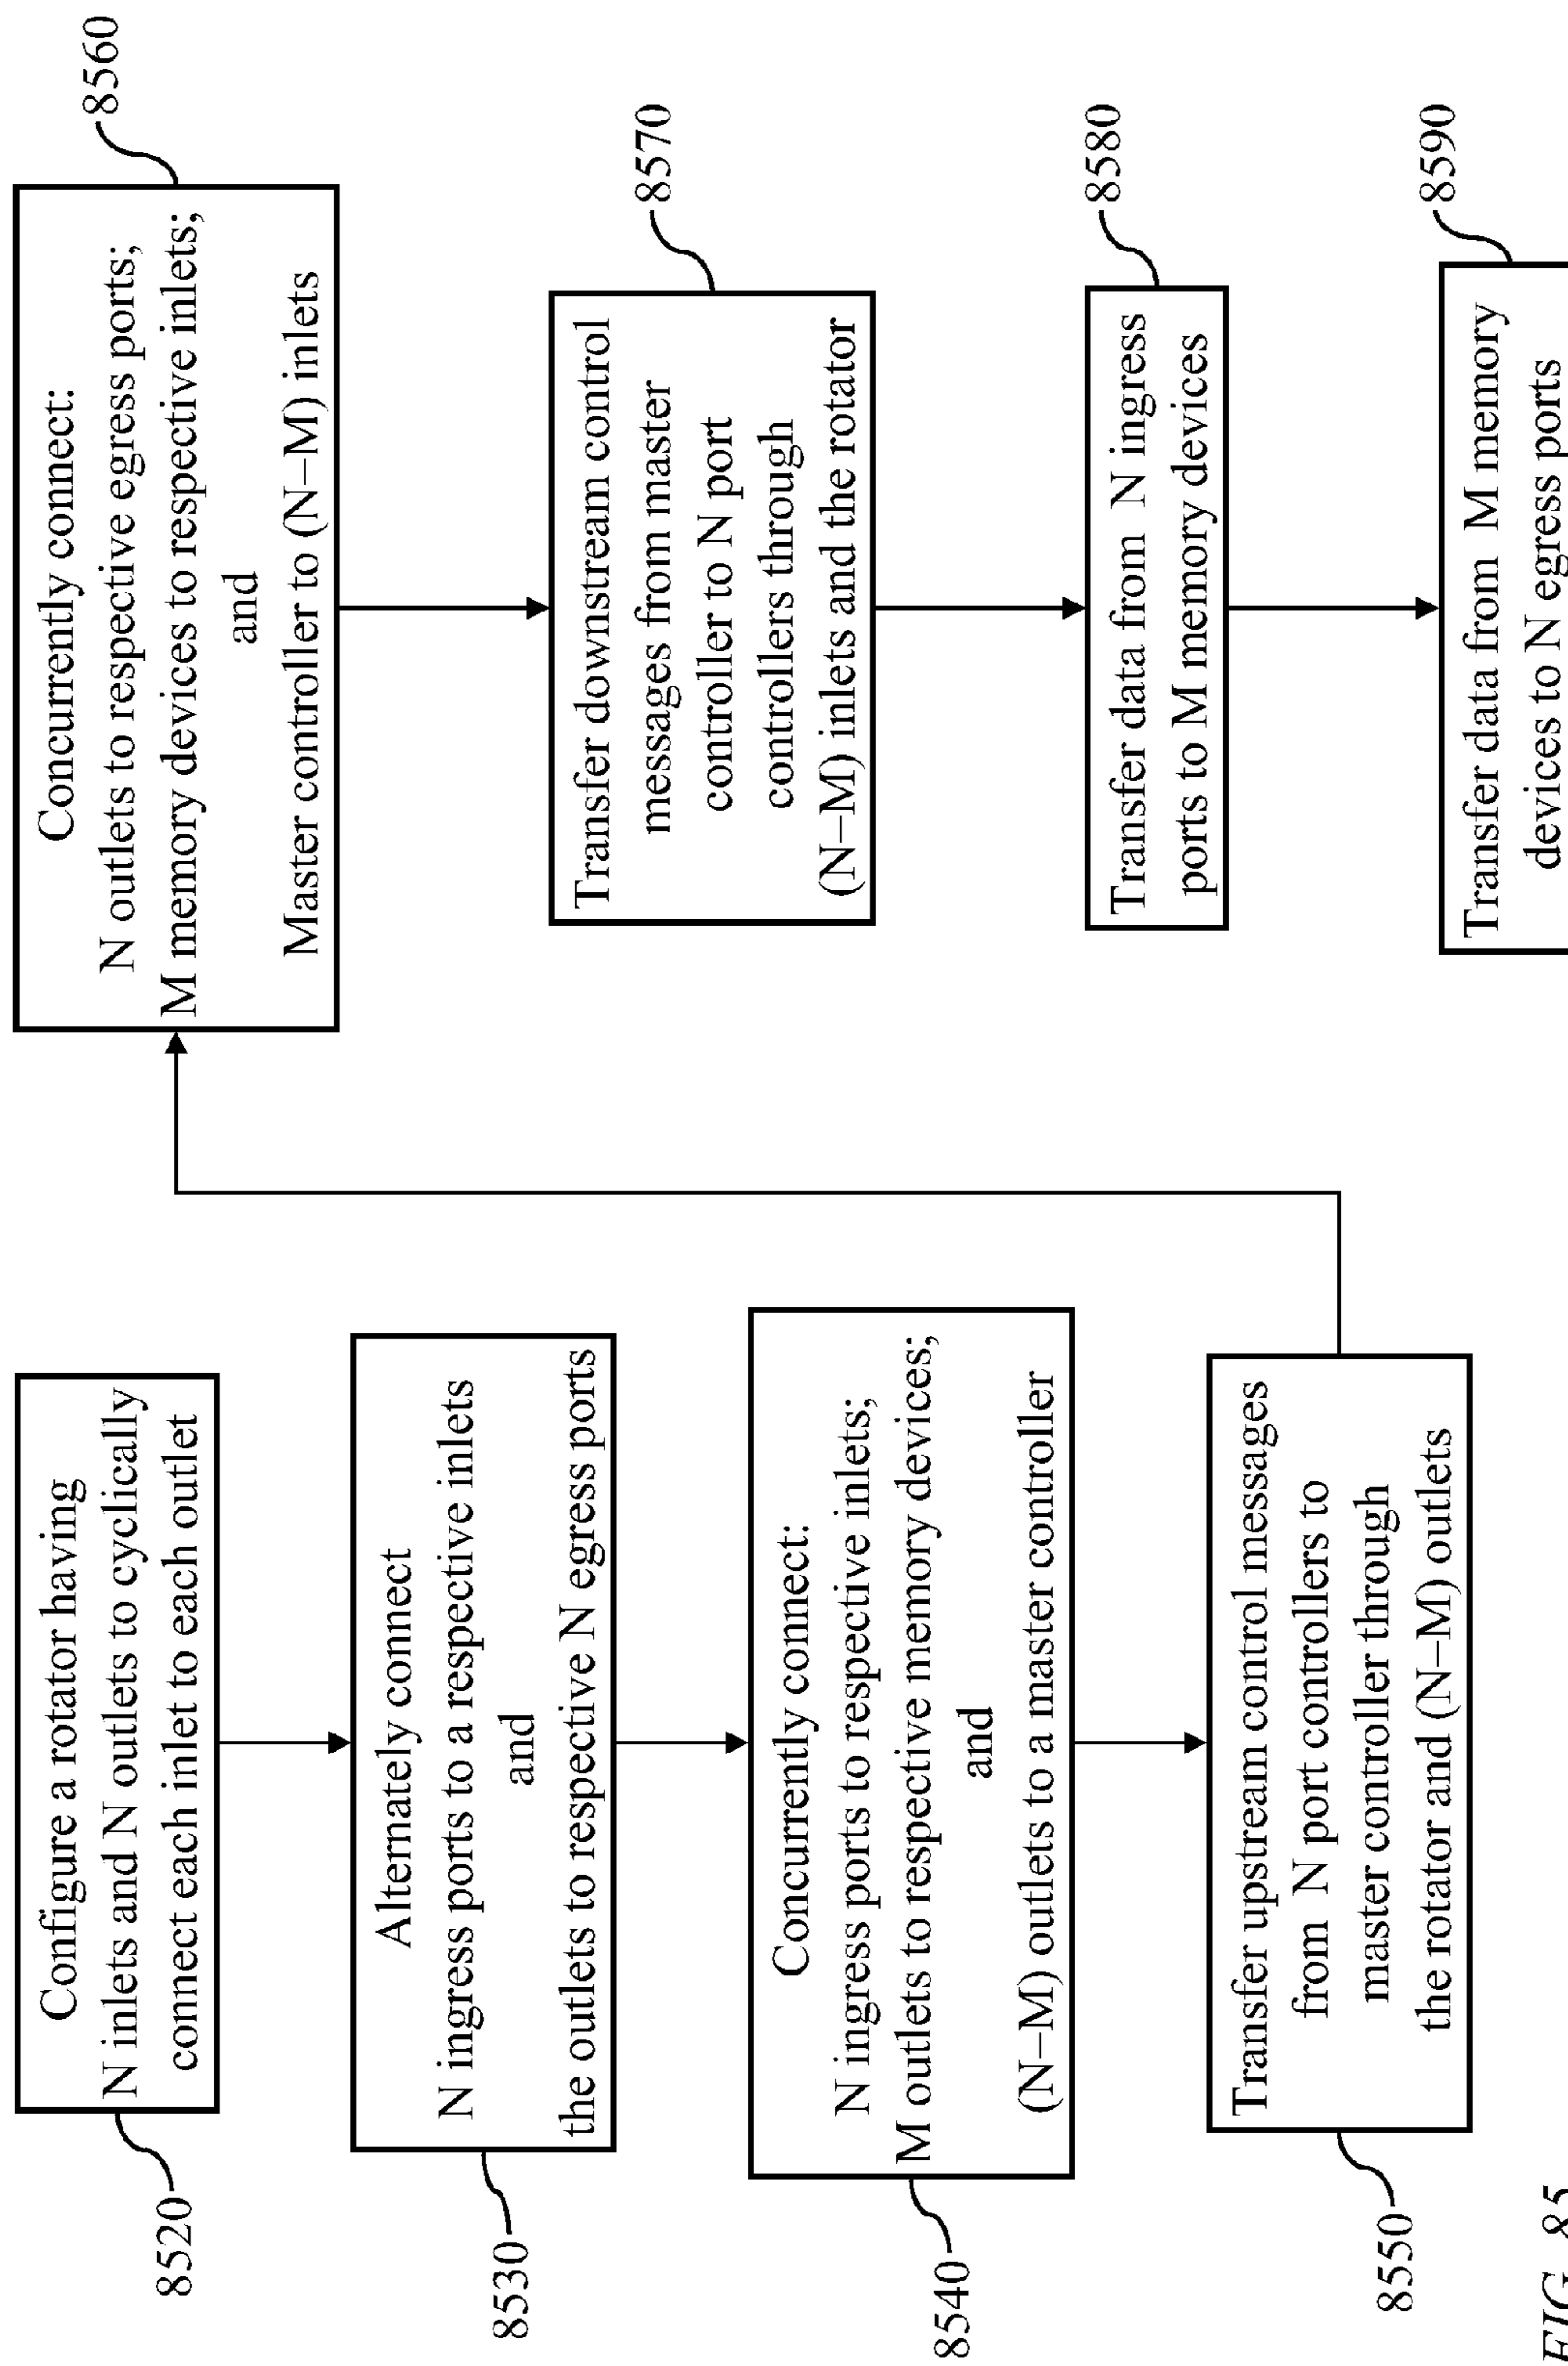 8520
Configure a rotator having
N inlets and N outlets to cyclically
connect each inlet to each outlet
8530
Alternately connect
N ingress ports to a respective inlets
and
the outlets to respective N egress ports
8540
Concurrently connect:
N ingress ports to respective inlets;
M outlets to respective memory devices;
and
(N–M) outlets to a master controller
8550
Transfer upstream control messages
from N port controllers to
master controller through
the rotator and (N–M) outlets
8560
Concurrently connect:
N outlets to respective egress ports;
M memory devices to respective inlets;
and
Master controller to (N–M) inlets
8570
Transfer downstream control
messages from master
controller to N port
controllers through
(N–M) inlets and the rotator
8580
Transfer data from N ingress
ports to M memory devices
8590
Transfer data from M memory
devices to N egress ports
FIG. 85